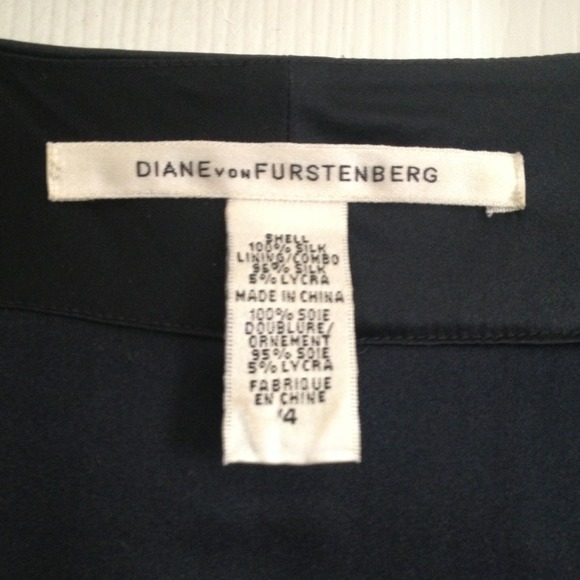 DIANE VON FURSTENBERG
SHELL
100% SILK
LINING/COMBO
95% SILK
5% LYCRA
MADE IN CHINA
100% SOIE
DOUBLURE/
ORNEMENT
95% SOIE
5% LYCRA
FABRIQUE
EN CHINE
4